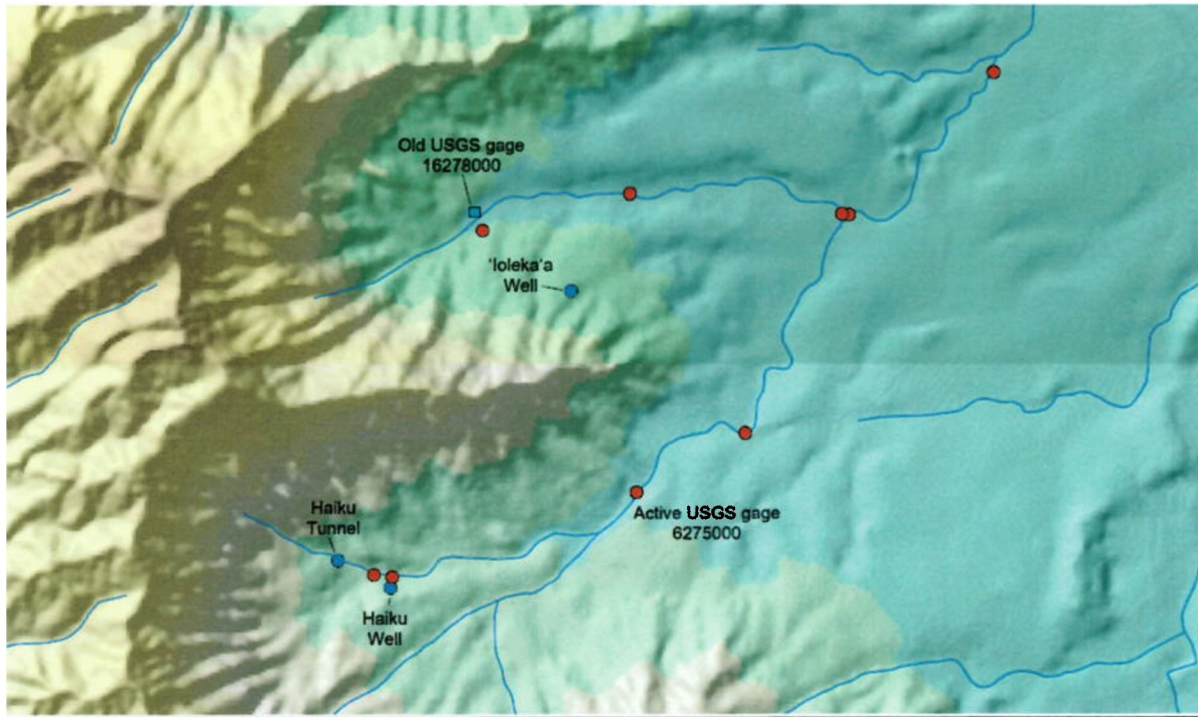 Old USGS gage
16278000
'Ioleka'a
Well
Active USGS gage
6275000
Haiku
Tunnel
Haiku
Well